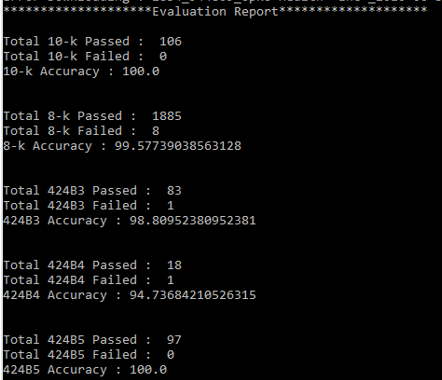 *******************Evaluation Report*******************
Total 10-k Passed :  106
Total 10-k Failed :  0
10-k Accuracy : 100.0
Total 8-k Passed :  1885
Total 8-k Failed :  8
8-k Accuracy : 99.57739038563128
Total 424B3 Passed :  83
Total 424B3 Failed :  1
424B3 Accuracy : 98.80952380952381
Total 424B4 Passed :  18
Total 424B4 Failed :  1
424B4 Accuracy : 94.73684210526315
Total 424B5 Passed :  97
Total 424B5 Failed :  0
424B5 Accuracy : 100.0